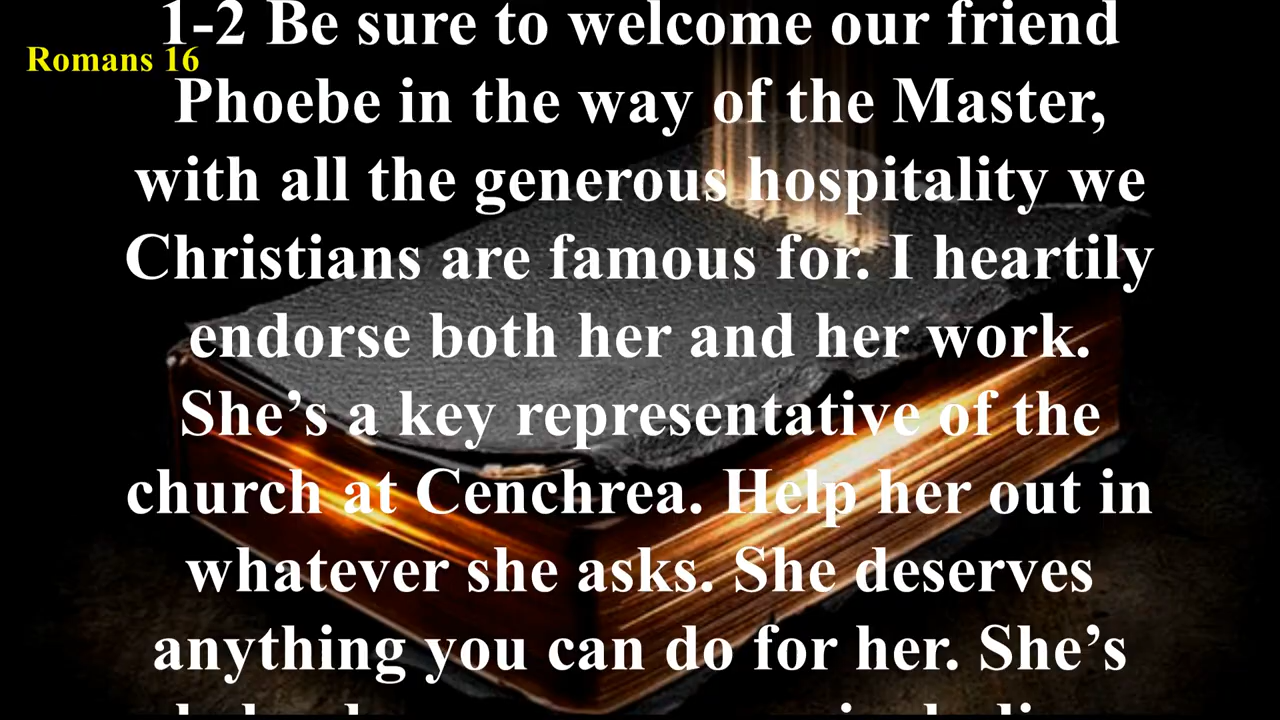 1-2 Be sure to welcome our friend
Romans 16
Phoebe in the way of the Master,
with all the generous hospitality we
Christians are famous for. I heartily
endorse both her and her work.
She’s a key representative of the
church at Cenchrea. Help her out in
whatever she asks. She deserves
anything you can do for her. She’s